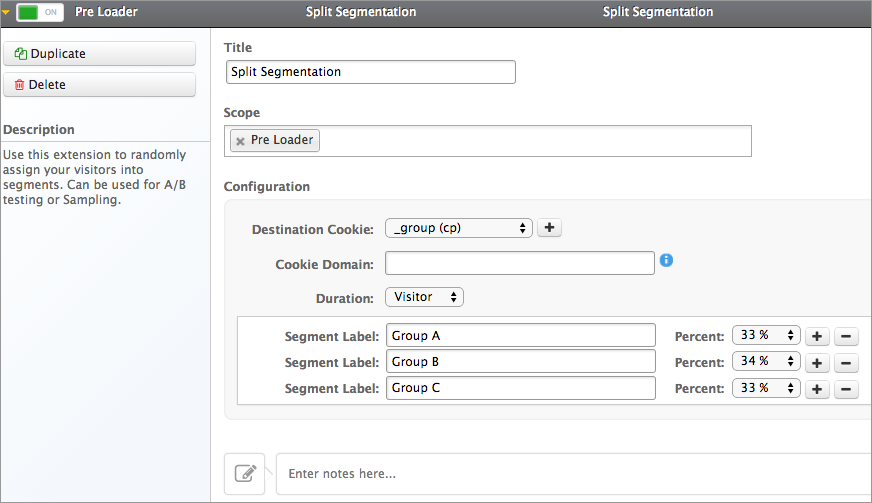 ON Pre Loader Split Segmentation Split Segmentation
Duplicate
Delete
Description
Use this extension to randomly
assign your visitors into
segments. Can be used for A/B
testing or Sampling.
Title
Split Segmentation
Scope
Pre Loader
Configuration
Destination Cookie: _group (cp)
Cookie Domain:
Duration: Visitor
Segment Label: Group A Percent: 33 %
Segment Label: Group B Percent: 34 %
Segment Label: Group C Percent: 33 %
Enter notes here...